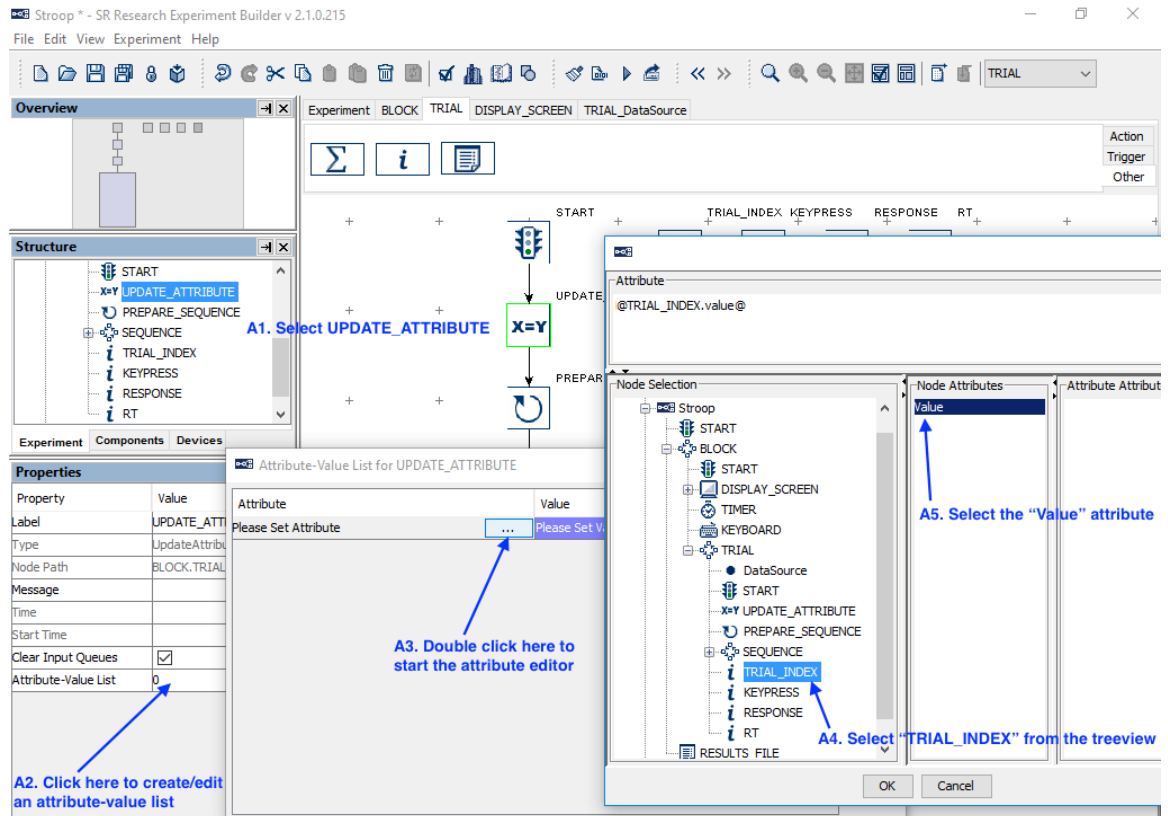 Stroop * - SR Research Experiment Builder v 2.1.0.215
File Edit View Experiment Help
TRIAL
Overview
Experiment BLOCK TRIAL DISPLAY_SCREEN TRIAL_DataSource
Action
Trigger
Other
START
TRIAL_INDEX KEYPRESS RESPONSE RT
Structure
START
UPDATE_ATTRIBUTE
PREPARE_SEQUENCE
SEQUENCE
TRIAL_INDEX
KEYPRESS
RESPONSE
RT
Experiment Components Devices
A1. Select UPDATE_ATTRIBUTE
UPDATE_
X=Y
PREPAR
Attribute
@TRIAL_INDEX.value@
Node Selection
Stroop
START
BLOCK
START
DISPLAY_SCREEN
TIMER
KEYBOARD
TRIAL
DataSource
START
X=Y UPDATE_ATTRIBUTE
PREPARE_SEQUENCE
SEQUENCE
TRIAL_INDEX
KEYPRESS
RESPONSE
RT
RESULTS_FILE
Node Attributes
Value
Attribute Attribut
A5. Select the “Value” attribute
A4. Select “TRIAL_INDEX” from the treeview
OK Cancel
Properties
Property Value
Label UPDATE_ATT
Type UpdateAttribu
Node Path BLOCK.TRIAL
Message
Time
Start Time
Clear Input Queues
Attribute-Value List 0
A2. Click here to create/edit
an attribute-value list
Attribute-Value List for UPDATE_ATTRIBUTE
Attribute Value
Please Set Attribute ... Please Set V
A3. Double click here to
start the attribute editor